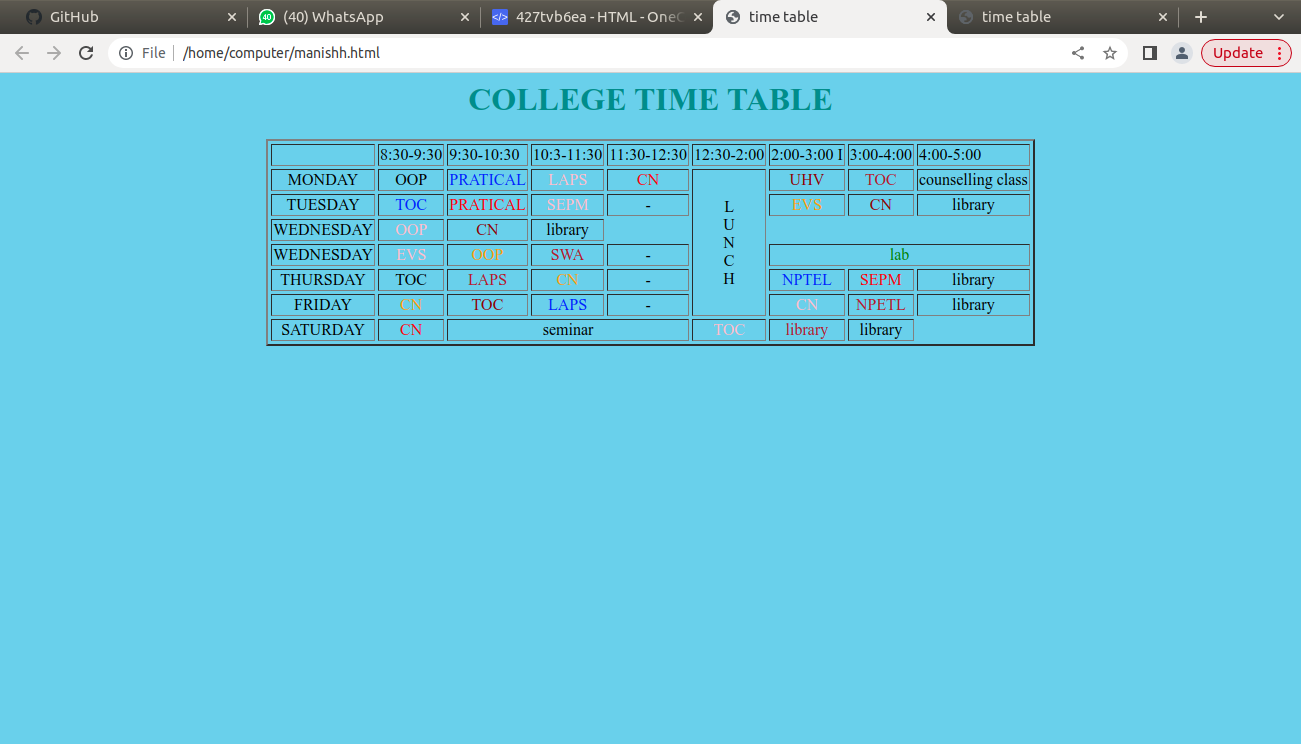 GitHub (40) WhatsApp 427tvb6ea - HTML - OneC time table time table
File /home/computer/manishh.html Update
COLLEGE TIME TABLE
8:30-9:30 9:30-10:30 10:3-11:30 11:30-12:30 12:30-2:00 2:00-3:00 I 3:00-4:00 4:00-5:00
MONDAY OOP PRATICAL LAPS CN UHV TOC counselling class
TUESDAY TOC PRATICAL SEPM - EVS CN library
L
U
N
C
H
WEDNESDAY OOP CN library
WEDNESDAY EVS OOP SWA - lab
THURSDAY TOC LAPS CN - NPTEL SEPM library
FRIDAY CN TOC LAPS - CN NPETL library
SATURDAY CN seminar TOC library library